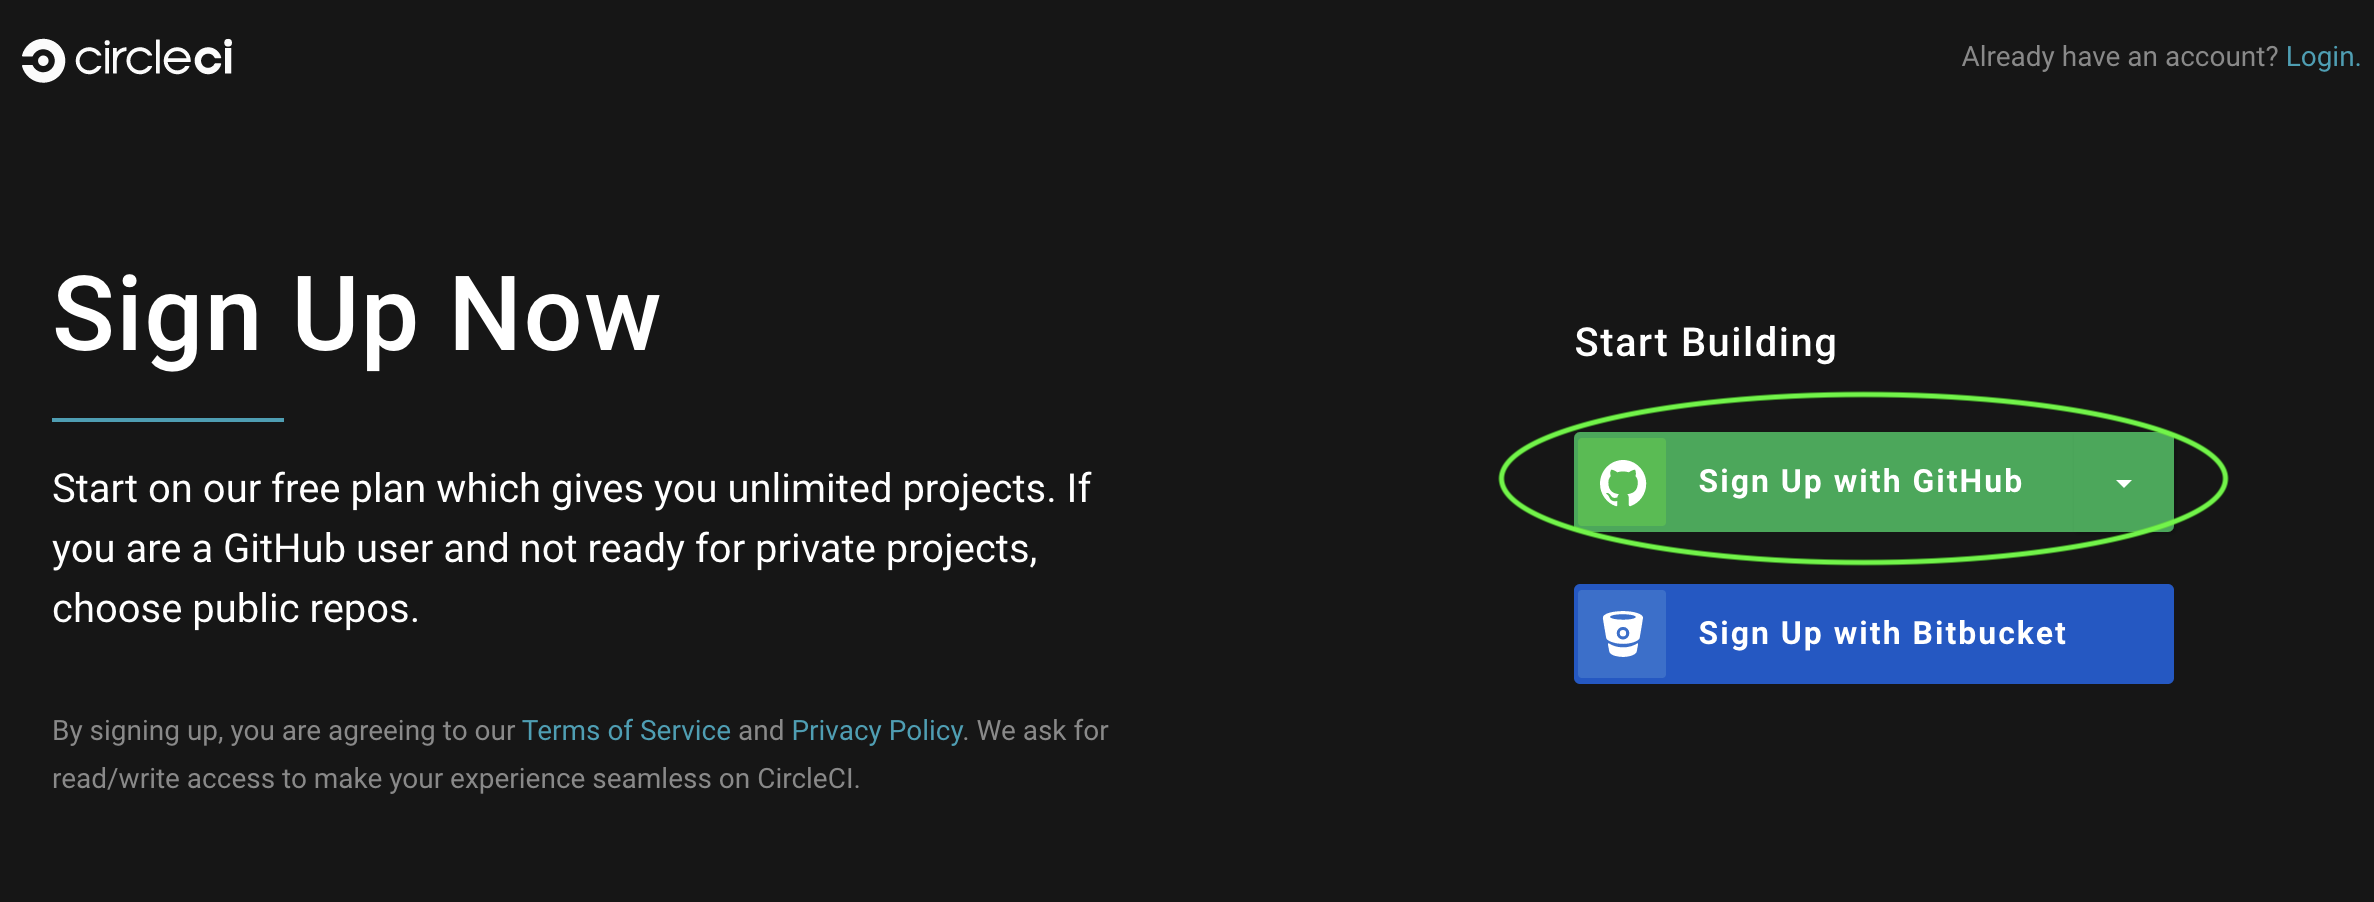 circleci
Already have an account? Login.
Sign Up Now
Start on our free plan which gives you unlimited projects. If
you are a GitHub user and not ready for private projects,
choose public repos.
By signing up, you are agreeing to our Terms of Service and Privacy Policy. We ask for
read/write access to make your experience seamless on CircleCI.
Start Building
Sign Up with GitHub
Sign Up with Bitbucket